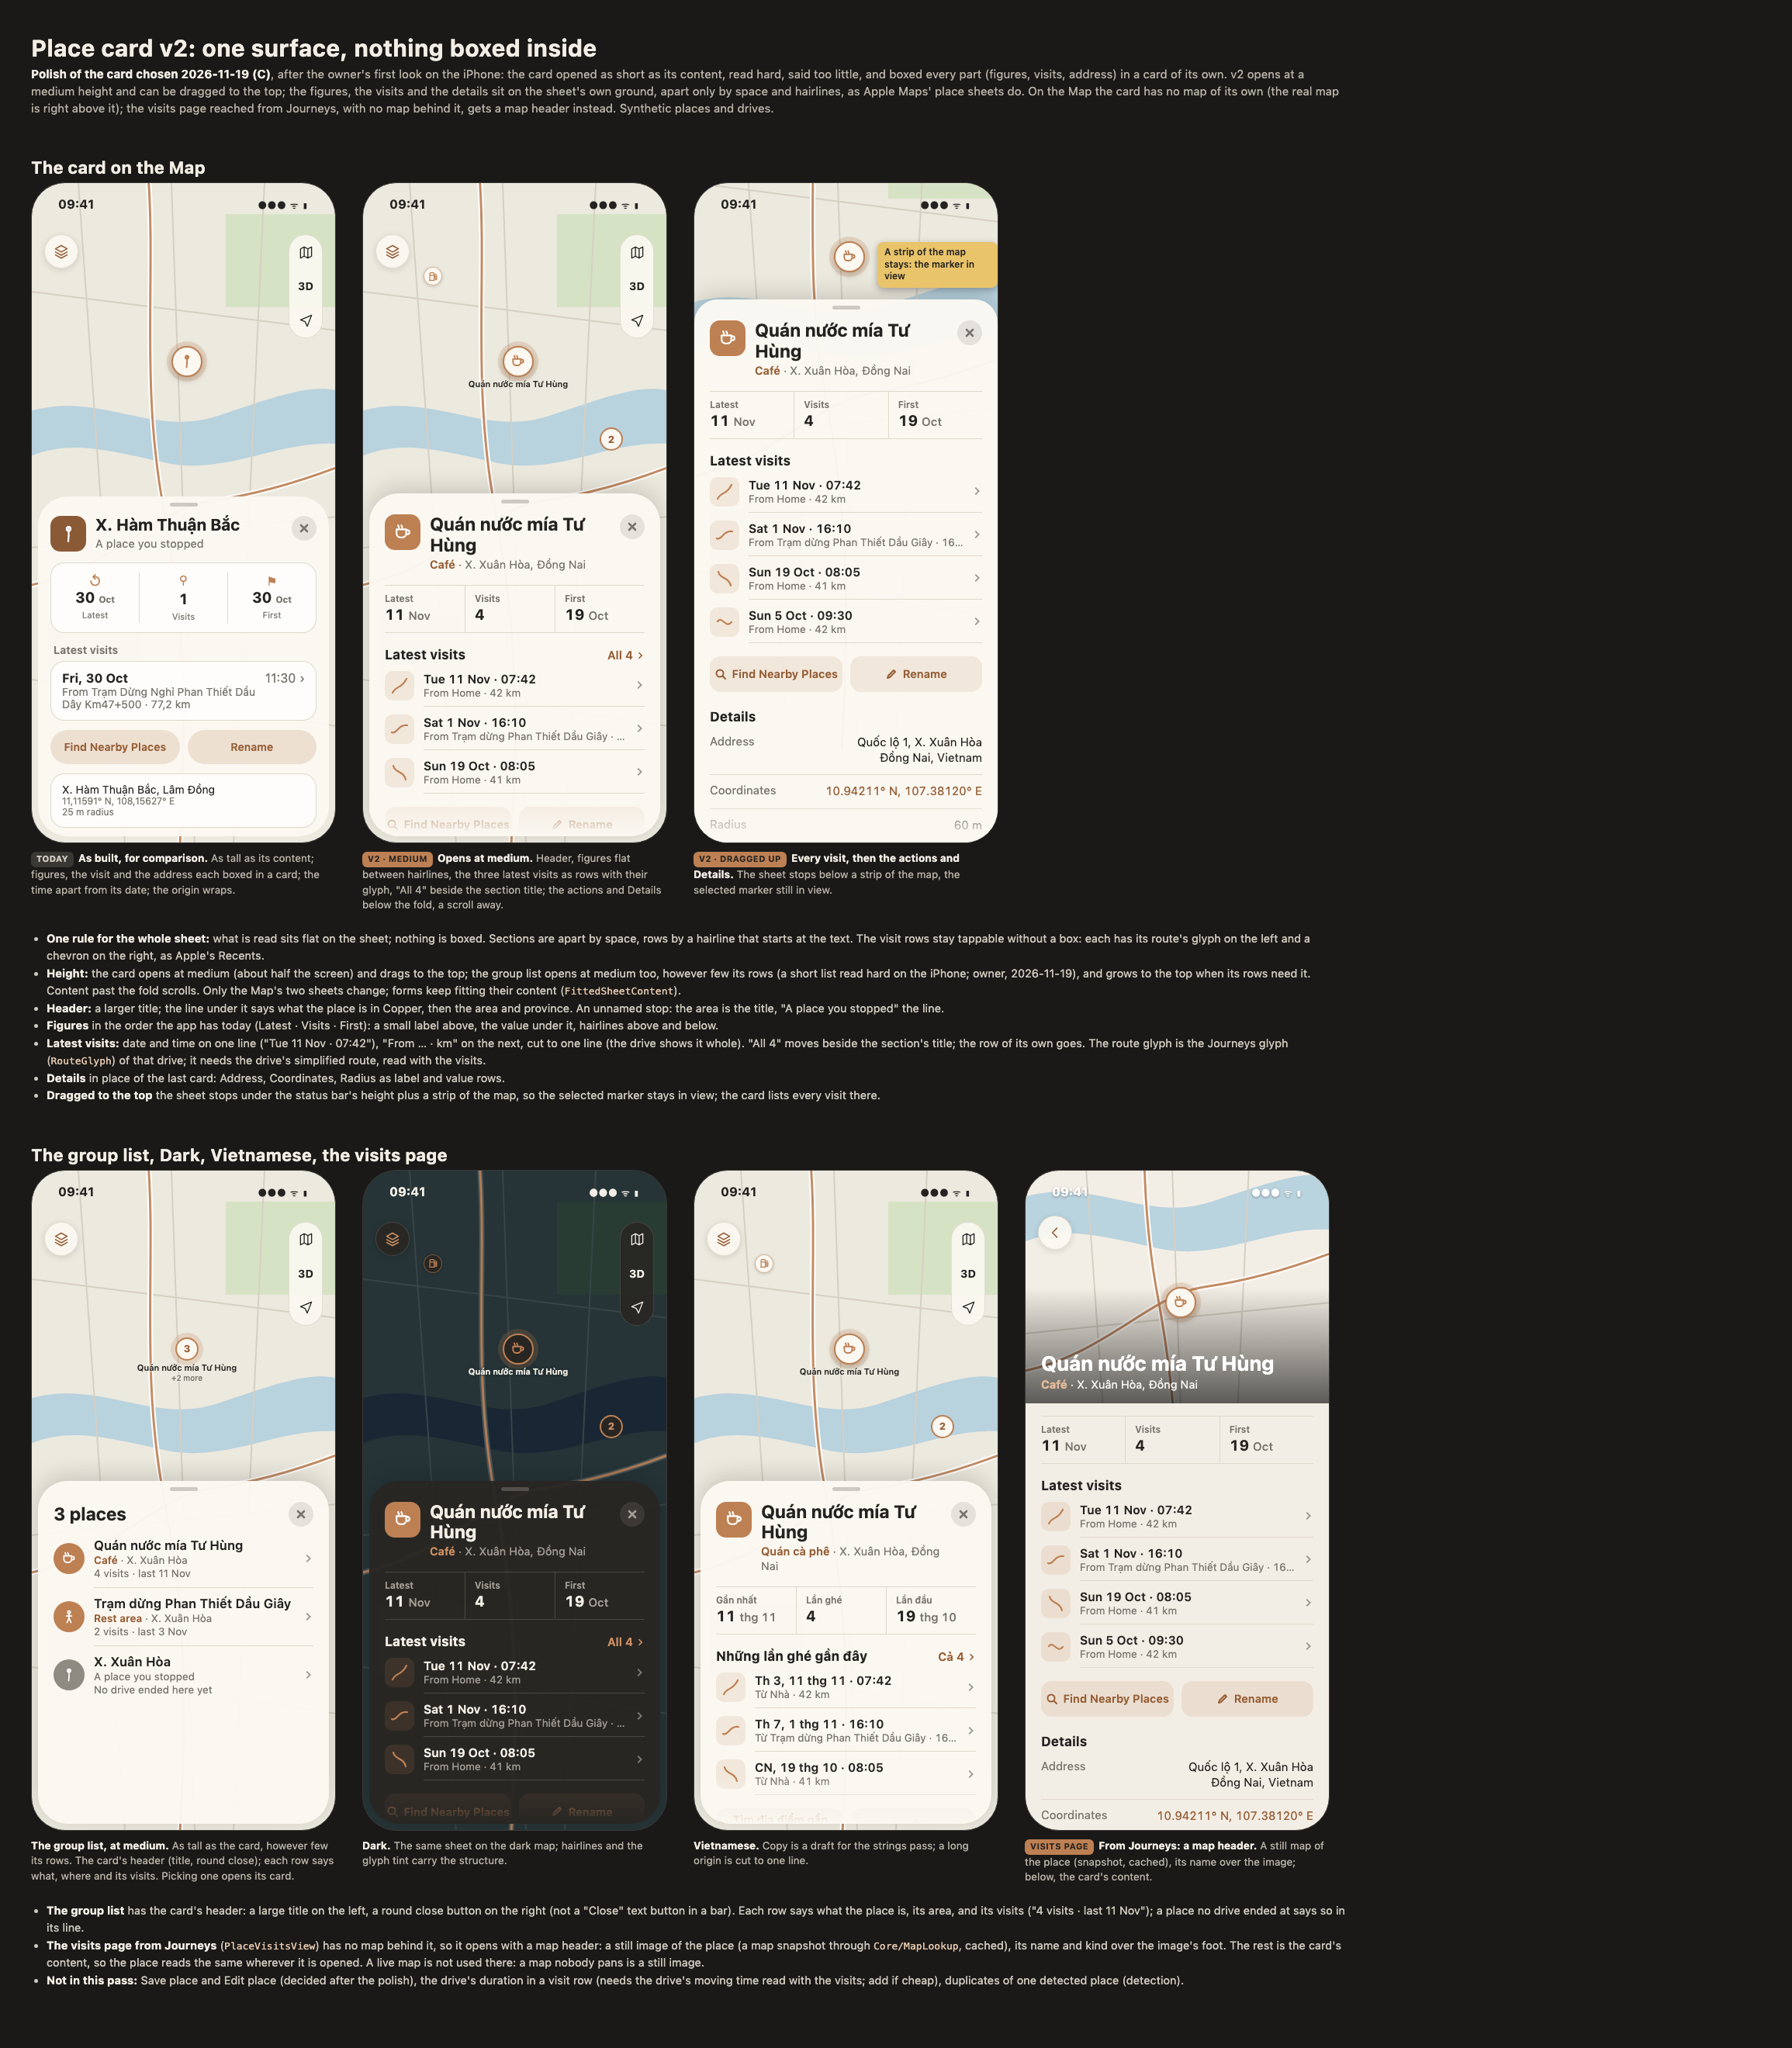 Place card v2: one surface, nothing boxed inside
Polish of the card chosen 2026-11-19 (C), after the owner's first look on the iPhone: the card opened as short as its content, read hard, said too little, and boxed every part (figures, visits, address) in a card of its own. v2 opens at a
medium height and can be dragged to the top; the figures, the visits and the details sit on the sheet's own ground, apart only by space and hairlines, as Apple Maps' place sheets do. On the Map the card has no map of its own (the real map
is right above it); the visits page reached from Journeys, with no map behind it, gets a map header instead. Synthetic places and drives.
The card on the Map
09:41
3D
X. Hàm Thuận Bắc
A place you stopped
30 Oct
1
30 Oct
Latest
Visits
First
Latest visits
Fri, 30 Oct
11:30 ›
From Trạm Dừng Nghỉ Phan Thiết Dầu
Dây Km47+500 · 77,2 km
Find Nearby Places
Rename
X. Hàm Thuận Bắc, Lâm Đồng
11,11591° N, 108,15627° E
25 m radius
TODAY As built, for comparison. As tall as its content;
figures, the visit and the address each boxed in a card; the
time apart from its date; the origin wraps.
09:41
3D
Quán nước mía Tư Hùng
2
Quán nước mía Tư
Hùng
Café · X. Xuân Hòa, Đồng Nai
Latest
Visits
First
11 Nov
4
19 Oct
Latest visits
All 4 ›
Tue 11 Nov · 07:42
From Home · 42 km
Sat 1 Nov · 16:10
From Trạm dừng Phan Thiết Dầu Giây · ...
Sun 19 Oct · 08:05
From Home · 41 km
Find Nearby Places
Rename
V2 · MEDIUM Opens at medium. Header, figures flat
between hairlines, the three latest visits as rows with their
glyph, "All 4" beside the section title; the actions and Details
below the fold, a scroll away.
09:41
A strip of the map
stays: the marker in
view
Quán nước mía Tư
Hùng
Café · X. Xuân Hòa, Đồng Nai
Latest
Visits
First
11 Nov
4
19 Oct
Latest visits
Tue 11 Nov · 07:42
From Home · 42 km
Sat 1 Nov · 16:10
From Trạm dừng Phan Thiết Dầu Giây · 16...
Sun 19 Oct · 08:05
From Home · 41 km
Sun 5 Oct · 09:30
From Home · 42 km
Find Nearby Places
Rename
Details
Address
Quốc lộ 1, X. Xuân Hòa
Đồng Nai, Vietnam
Coordinates
10.94211° N, 107.38120° E
Radius
60 m
V2 · DRAGGED UP Every visit, then the actions and
Details. The sheet stops below a strip of the map, the
selected marker still in view.
• One rule for the whole sheet: what is read sits flat on the sheet; nothing is boxed. Sections are apart by space, rows by a hairline that starts at the text. The visit rows stay tappable without a box: each has its route's glyph on the left and a
chevron on the right, as Apple's Recents.
• Height: the card opens at medium (about half the screen) and drags to the top; the group list opens at medium too, however few its rows (a short list read hard on the iPhone; owner, 2026-11-19), and grows to the top when its rows need it.
Content past the fold scrolls. Only the Map's two sheets change; forms keep fitting their content (FittedSheetContent).
• Header: a larger title; the line under it says what the place is in Copper, then the area and province. An unnamed stop: the area is the title, "A place you stopped" the line.
• Figures in the order the app has today (Latest · Visits · First): a small label above, the value under it, hairlines above and below.
• Latest visits: date and time on one line ("Tue 11 Nov · 07:42"), "From ... · km" on the next, cut to one line (the drive shows it whole). "All 4" moves beside the section's title; the row of its own goes. The route glyph is the Journeys glyph
(RouteGlyph) of that drive; it needs the drive's simplified route, read with the visits.
• Details in place of the last card: Address, Coordinates, Radius as label and value rows.
• Dragged to the top the sheet stops under the status bar's height plus a strip of the map, so the selected marker stays in view; the card lists every visit there.
The group list, Dark, Vietnamese, the visits page
09:41
3D
3
Quán nước mía Tư Hùng
+2 more
3 places
Quán nước mía Tư Hùng
Café · X. Xuân Hòa
4 visits · last 11 Nov
Trạm dừng Phan Thiết Dầu Giây
Rest area · X. Xuân Hòa
2 visits · last 3 Nov
X. Xuân Hòa
A place you stopped
No drive ended here yet
The group list, at medium. As tall as the card, however few
its rows. The card's header (title, round close); each row says
what, where and its visits. Picking one opens its card.
09:41
3D
Quán nước mía Tư Hùng
2
Quán nước mía Tư
Hùng
Café · X. Xuân Hòa, Đồng Nai
Latest
Visits
First
11 Nov
4
19 Oct
Latest visits
All 4 ›
Tue 11 Nov · 07:42
From Home · 42 km
Sat 1 Nov · 16:10
From Trạm dừng Phan Thiết Dầu Giây · ...
Sun 19 Oct · 08:05
From Home · 41 km
Find Nearby Places
Rename
Dark. The same sheet on the dark map; hairlines and the
glyph tint carry the structure.
09:41
3D
Quán nước mía Tư Hùng
2
Quán nước mía Tư
Hùng
Quán cà phê · X. Xuân Hòa, Đồng
Nai
Gần nhất
Lần ghé
Lần đầu
11 thg 11
4
19 thg 10
Những lần ghé gần đây
Cả 4 ›
Th 3, 11 thg 11 · 07:42
Từ Nhà · 42 km
Th 7, 1 thg 11 · 16:10
Từ Trạm dừng Phan Thiết Dầu Giây · 16...
CN, 19 thg 10 · 08:05
Từ Nhà · 41 km
Vietnamese. Copy is a draft for the strings pass; a long
origin is cut to one line.
09:41
Quán nước mía Tư Hùng
Café · X. Xuân Hòa, Đồng Nai
Latest
Visits
First
11 Nov
4
19 Oct
Latest visits
Tue 11 Nov · 07:42
From Home · 42 km
Sat 1 Nov · 16:10
From Trạm dừng Phan Thiết Dầu Giây · 16...
Sun 19 Oct · 08:05
From Home · 41 km
Sun 5 Oct · 09:30
From Home · 42 km
Find Nearby Places
Rename
Details
Address
Quốc lộ 1, X. Xuân Hòa
Đồng Nai, Vietnam
Coordinates
10.94211° N, 107.38120° E
VISITS PAGE From Journeys: a map header. A still map of
the place (snapshot, cached), its name over the image;
below, the card's content.
• The group list has the card's header: a large title on the left, a round close button on the right (not a "Close" text button in a bar). Each row says what the place is, its area, and its visits ("4 visits · last 11 Nov"); a place no drive ended at says so in
its line.
• The visits page from Journeys (PlaceVisitsView) has no map behind it, so it opens with a map header: a still image of the place (a map snapshot through Core/MapLookup, cached), its name and kind over the image's foot. The rest is the card's
content, so the place reads the same wherever it is opened. A live map is not used there: a map nobody pans is a still image.
• Not in this pass: Save place and Edit place (decided after the polish), the drive's duration in a visit row (needs the drive's moving time read with the visits; add if cheap), duplicates of one detected place (detection).